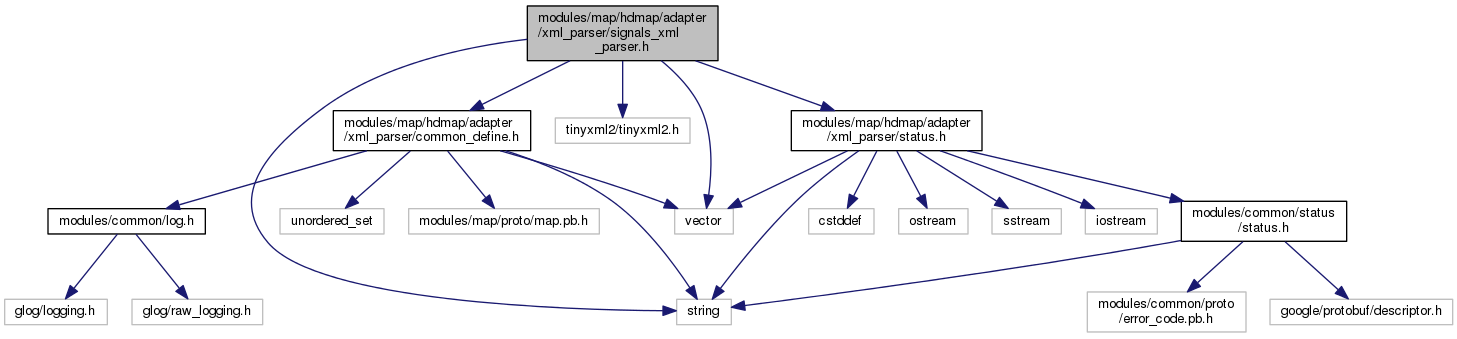 modules/map/hdmap/adapter
/xml_parser/signals_xml
_parser.h
modules/map/hdmap/adapter
/xml_parser/common_define.h
tinyxml2/tinyxml2.h
modules/map/hdmap/adapter
/xml_parser/status.h
modules/common/log.h
unordered_set
modules/map/proto/map.pb.h
vector
cstddef
ostream
sstream
iostream
modules/common/status
/status.h
glog/logging.h
glog/raw_logging.h
string
modules/common/proto
/error_code.pb.h
google/protobuf/descriptor.h